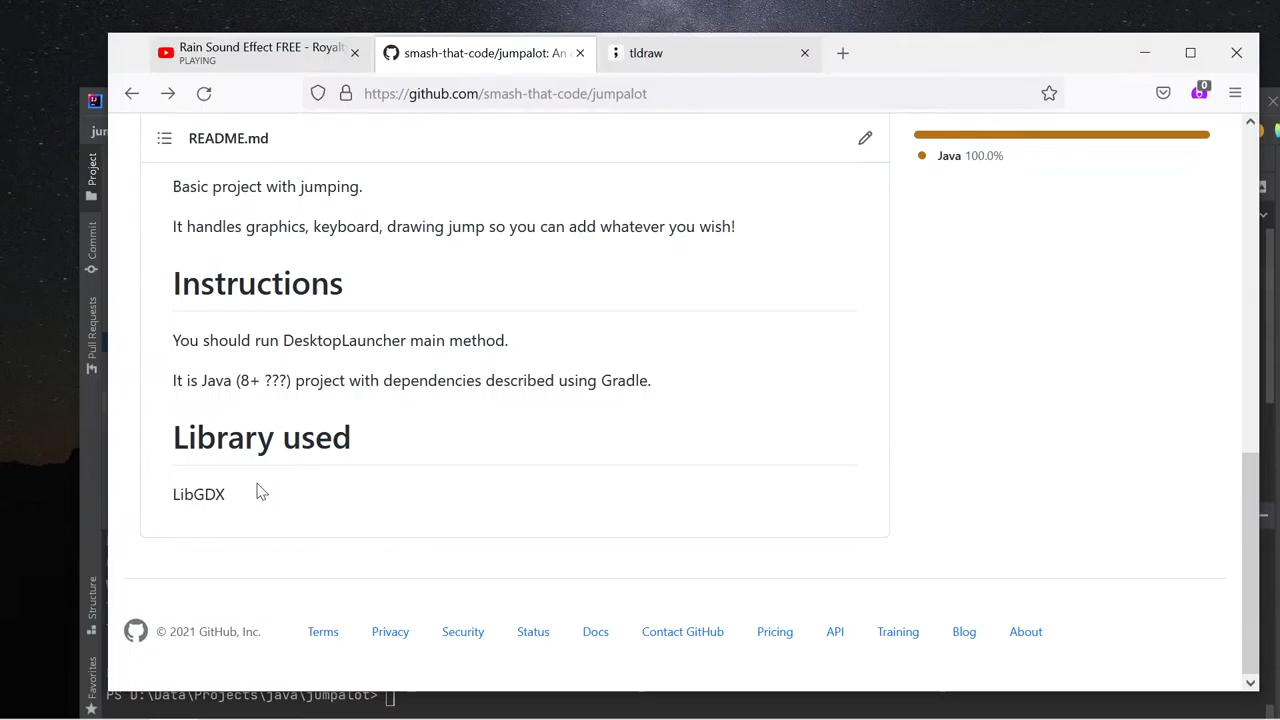 Rain Sound Effect FREE - Royalt
PLAYING
smash-that-code/jumpalot: An
tldraw
https://github.com/smash-that-code/jumpalot
0
jur
Project
Commit
Pull Requests
Structure
Favorites
README.md
Java 100.0%
Basic project with jumping.
It handles graphics, keyboard, drawing jump so you can add whatever you wish!
Instructions
You should run DesktopLauncher main method.
It is Java (8+ ???) project with dependencies described using Gradle.
Library used
LibGDX
© 2021 GitHub, Inc.
Terms
Privacy
Security
Status
Docs
Contact GitHub
Pricing
API
Training
Blog
About
PS D:\Data\Projects\java\jumpalot>